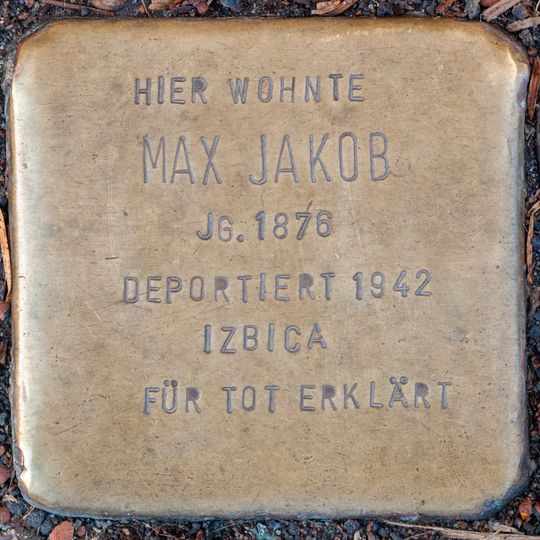 HIER WOHNTE
MAX JAKOB
JG. 1876
DEPORTIERT 1942
IZBICA
FÜR TOT ERKLÄRT